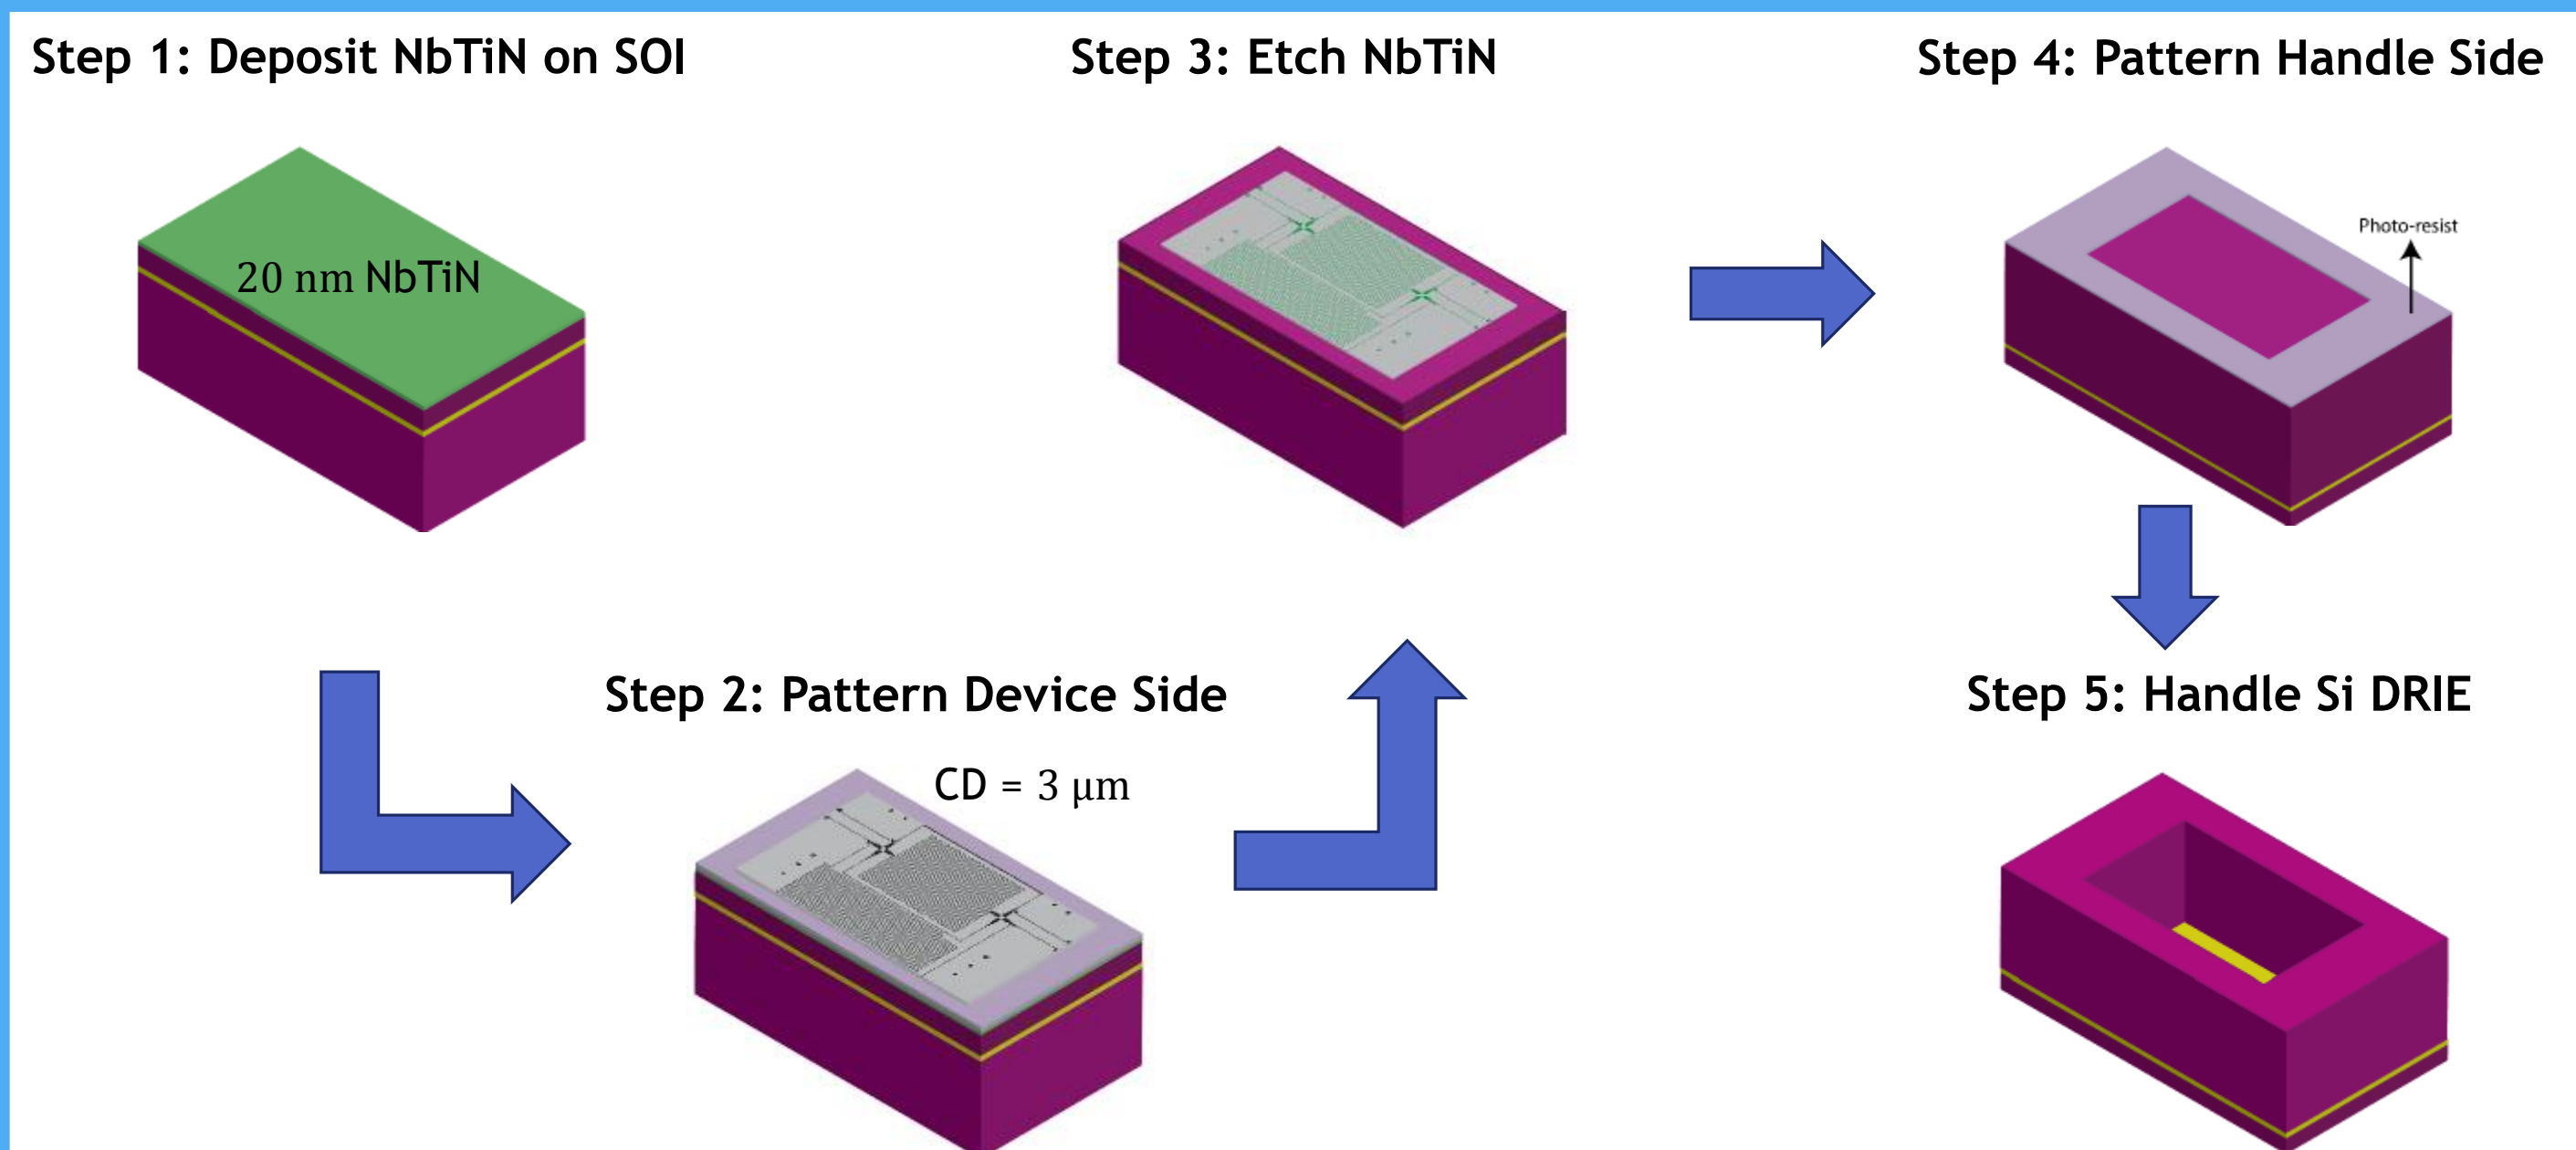 Step 1: Deposit NbTiN on SOI
20 nm NbTiN
Step 2: Pattern Device Side
CD = 3 μm
Step 3: Etch NbTiN
Step 4: Pattern Handle Side
Photo-resist
Step 5: Handle Si DRIE